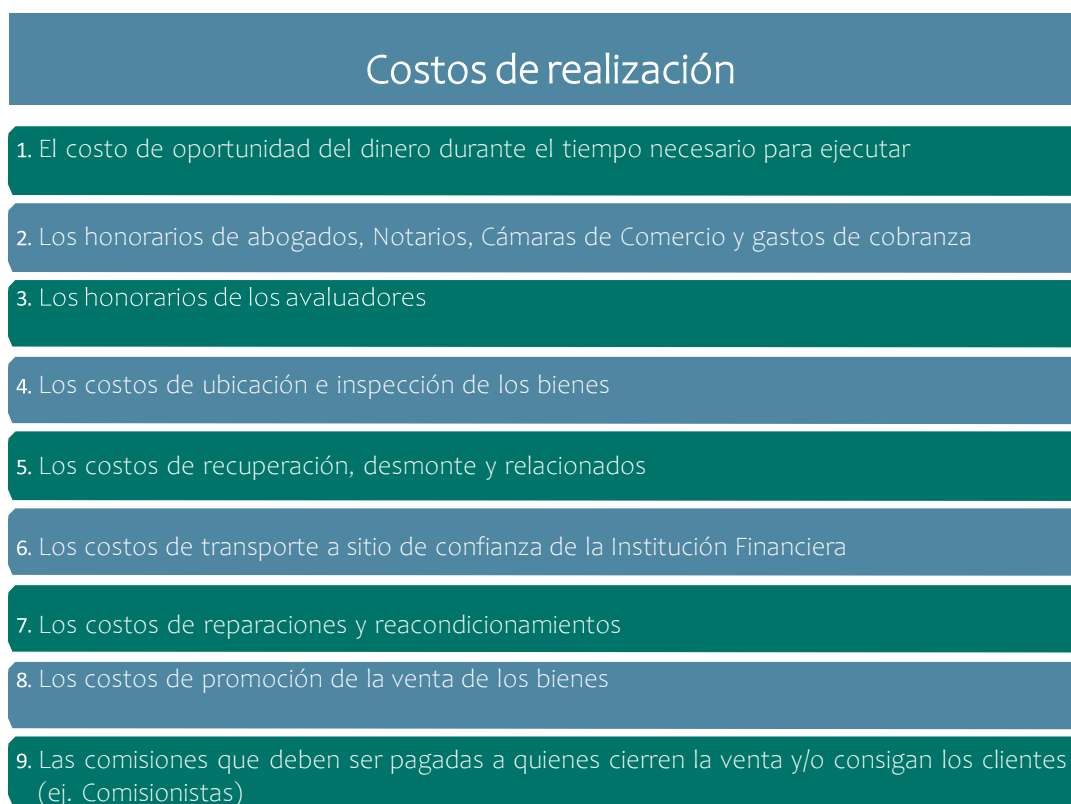 Costos de realización
1. El costo de oportunidad del dinero durante el tiempo necesario para ejecutar
2. Los honorarios de abogados, Notarios, Cámaras de Comercio y gastos de cobranza
3. Los honorarios de los avaluadores
4. Los costos de ubicación e inspección de los bienes
5. Los costos de recuperación, desmonte y relacionados
6. Los costos de transporte a sitio de confianza de la Institución Financiera
7. Los costos de reparaciones y reacondicionamientos
8. Los costos de promoción de la venta de los bienes
9. Las comisiones que deben ser pagadas a quienes cierren la venta y/o consigan los clientes
(ej. Comisionistas)